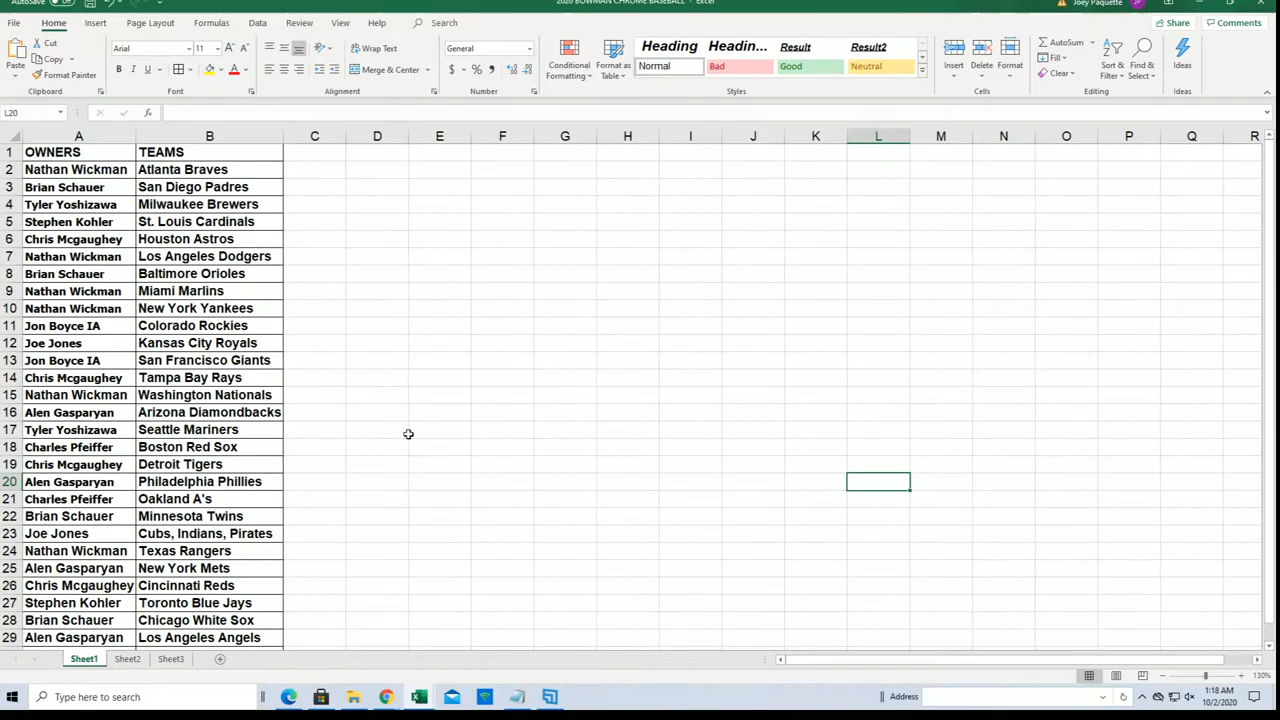 AutoSave Off 2020 BOWMAN CHROME BASEBALL - Excel Joey Paquette JP
File Home Insert Page Layout Formulas Data Review View Help Search Share Comments
Cut
Copy
Format Painter
Paste
Clipboard
Arial 11
B I U
Font
Wrap Text
Merge & Center
Alignment
General
$ % ,
Number
Conditional Formatting
Format as Table
Heading Headin... Result Result2
Normal Bad Good Neutral
Styles
Insert Delete Format
Cells
AutoSum
Fill
Clear
Sort & Filter
Find & Select
Editing
Ideas
Ideas
L20 fx
A B C D E F G H I J K L M N O P Q R
1 OWNERS TEAMS
2 Nathan Wickman Atlanta Braves
3 Brian Schauer San Diego Padres
4 Tyler Yoshizawa Milwaukee Brewers
5 Stephen Kohler St. Louis Cardinals
6 Chris Mcgaughey Houston Astros
7 Nathan Wickman Los Angeles Dodgers
8 Brian Schauer Baltimore Orioles
9 Nathan Wickman Miami Marlins
10 Nathan Wickman New York Yankees
11 Jon Boyce IA Colorado Rockies
12 Joe Jones Kansas City Royals
13 Jon Boyce IA San Francisco Giants
14 Chris Mcgaughey Tampa Bay Rays
15 Nathan Wickman Washington Nationals
16 Alen Gasparyan Arizona Diamondbacks
17 Tyler Yoshizawa Seattle Mariners
18 Charles Pfeiffer Boston Red Sox
19 Chris Mcgaughey Detroit Tigers
20 Alen Gasparyan Philadelphia Phillies
21 Charles Pfeiffer Oakland A's
22 Brian Schauer Minnesota Twins
23 Joe Jones Cubs, Indians, Pirates
24 Nathan Wickman Texas Rangers
25 Alen Gasparyan New York Mets
26 Chris Mcgaughey Cincinnati Reds
27 Stephen Kohler Toronto Blue Jays
28 Brian Schauer Chicago White Sox
29 Alen Gasparyan Los Angeles Angels
Sheet1 Sheet2 Sheet3
130%
Type here to search Address 1:18 AM
10/2/2020